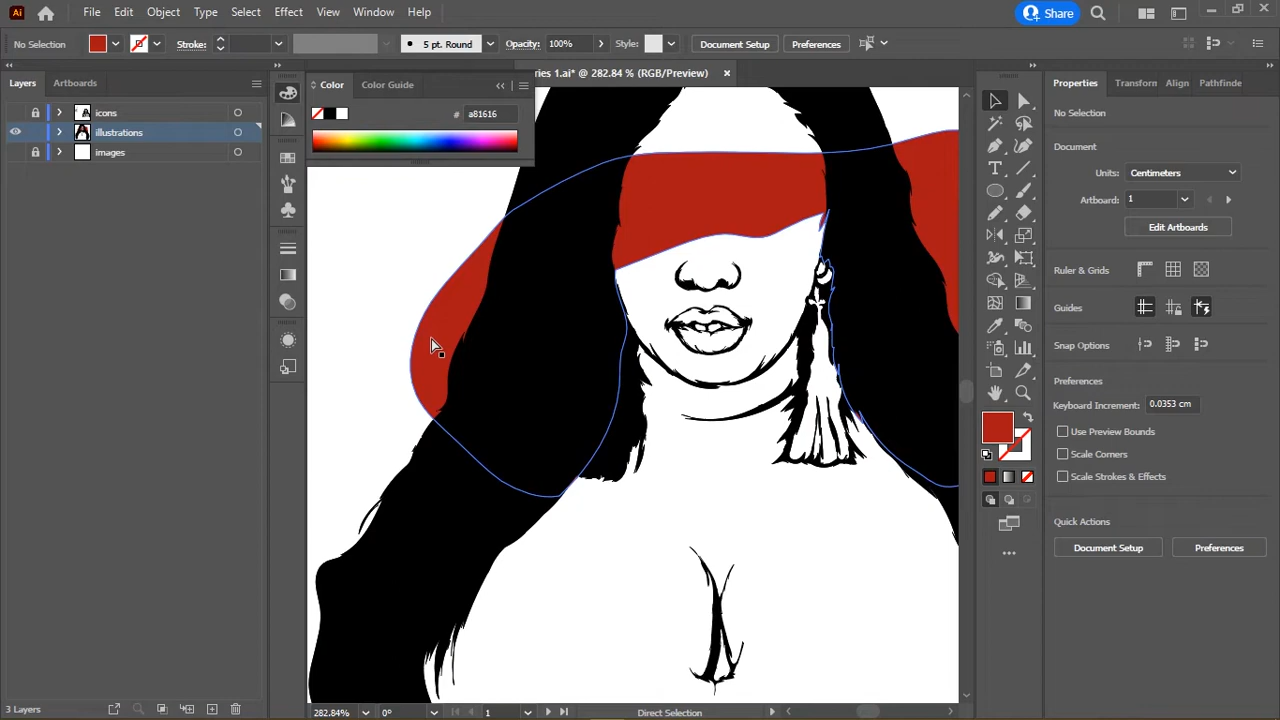 Ai File Edit Object Type Select Effect View Window Help Share
No Selection Stroke: 5 pt. Round Opacity: 100% Style: Document Setup Preferences
ries 1.ai* @ 282.84 % (RGB/Preview)
Layers Artboards
icons
illustrations
images
Color Color Guide
# a81616
Properties Transform Align Pathfinde
No Selection
Document
Units: Centimeters
Artboard: 1
Edit Artboards
Ruler & Grids
Guides
Snap Options
Preferences
Keyboard Increment: 0.0353 cm
Use Preview Bounds
Scale Corners
Scale Strokes & Effects
Quick Actions
Document Setup Preferences
3 Layers 282.84% 0° 1 Direct Selection